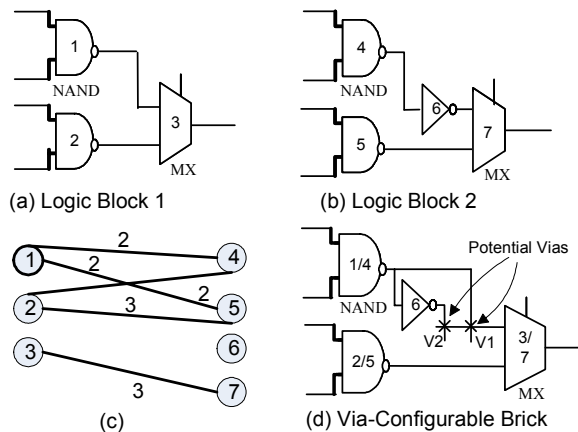 1
NAND
2
3
MX
(a) Logic Block 1
4
NAND
5
6
7
MX
(b) Logic Block 2
1
2
3
2
2
2
3
3
4
5
6
7
(c)
1/4
NAND
6
2/5
Potential Vias
V2
V1
3/
7
MX
(d) Via-Configurable Brick